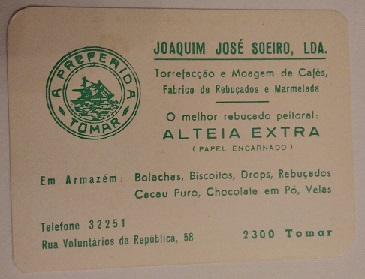 A PREFERIDA
TOMAR
JOAQUIM JOSÉ SOEIRO, LDA.
Torrefacção e Moagem de Cafés,
Fabrico de Rebuçados e Marmelada
O melhor rebuçado peitoral:
ALTEIA EXTRA
(PAPEL ENCARNADO)
Em Armazém: Bolachas, Biscoitos, Drops, Rebuçados
Cacau Puro, Chocolate em Pó, Velas
Telefone 32251
Rua Voluntários da República, 58
2300 Tomar